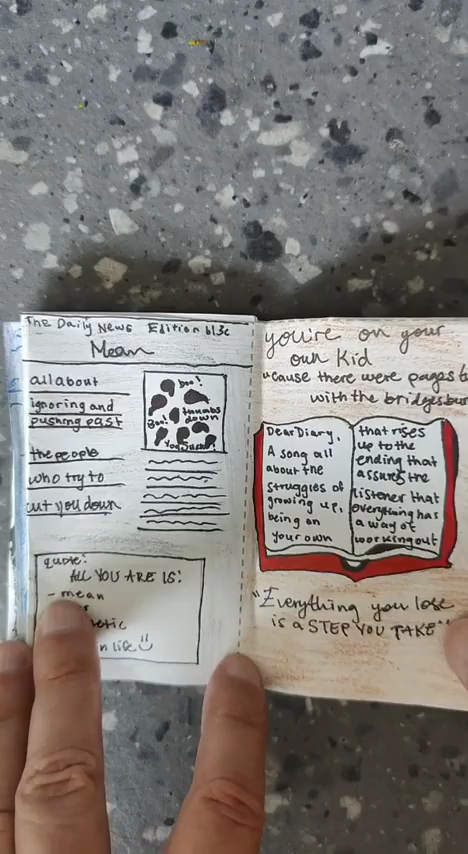 The Daily News Edition bl3c
Mean
all about
ignoring and
pushing past
the people
who try to
cut you down
Boo!
thumbs
down
Boo!
You suck!
quote:
ALL YOU ARE IS:
- mean
you're on your
own Kid
"cause there were pages
with the bridges
Dear Diary,
A song all
about the
struggles of
growing up,
being on
your own
that rises
up to the
ending that
assures the
listener that
everything has
a way of
working out
"Everything you lose
is a STEP YOU TAKE"